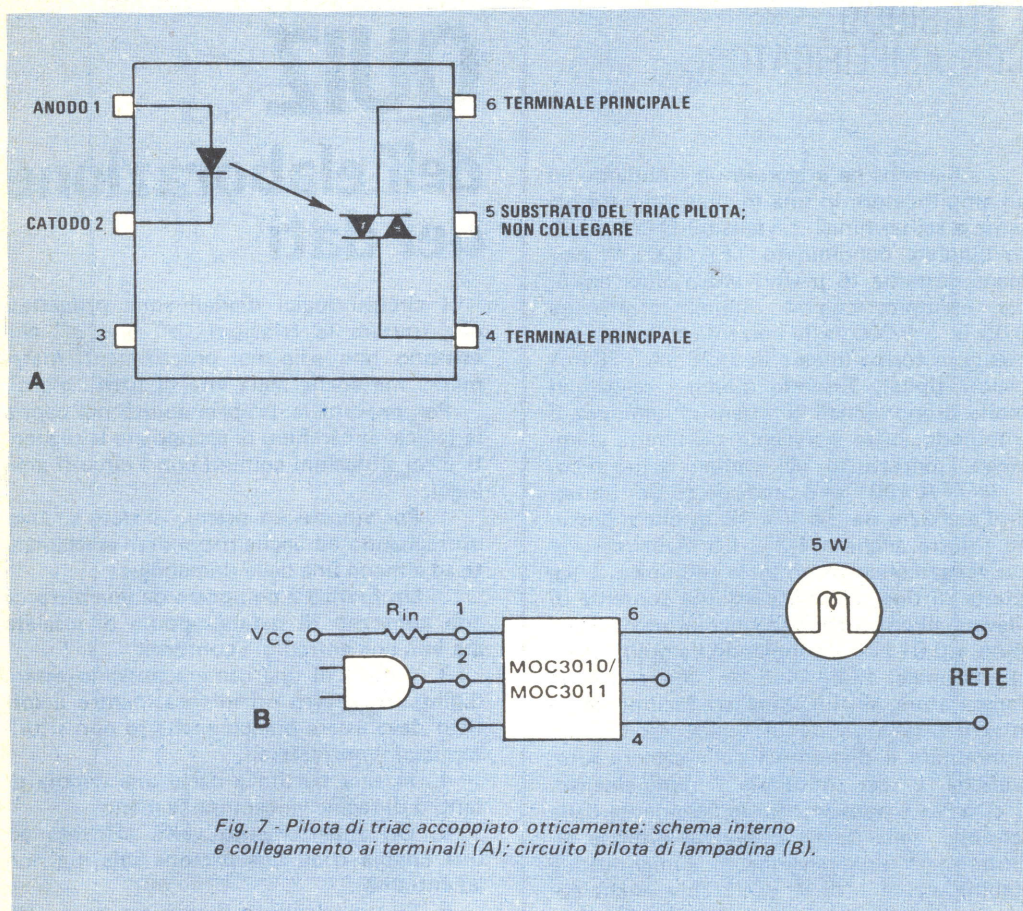 ANODO 1
6 TERMINALE PRINCIPALE
CATODO 2
5 SUBSTRATO DEL TRIAC PILOTA;
NON COLLEGARE
3
4 TERMINALE PRINCIPALE
A
5 W
VCC
Rin
1
6
2
MOC3010/
MOC3011
RETE
B
4
Fig. 7 - Pilota di triac accoppiato otticamente: schema interno
e collegamento ai terminali (A); circuito pilota di lampadina (B).